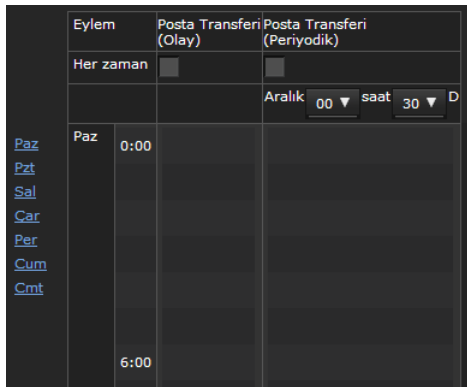 Eylem
Posta Transferi (Olay)
Posta Transferi (Periyodik)
Her zaman
Aralık 00 ▼ saat 30 ▼ D
Paz
Pzt
Sal
Çar
Per
Cum
Cmt
Paz
0:00
6:00